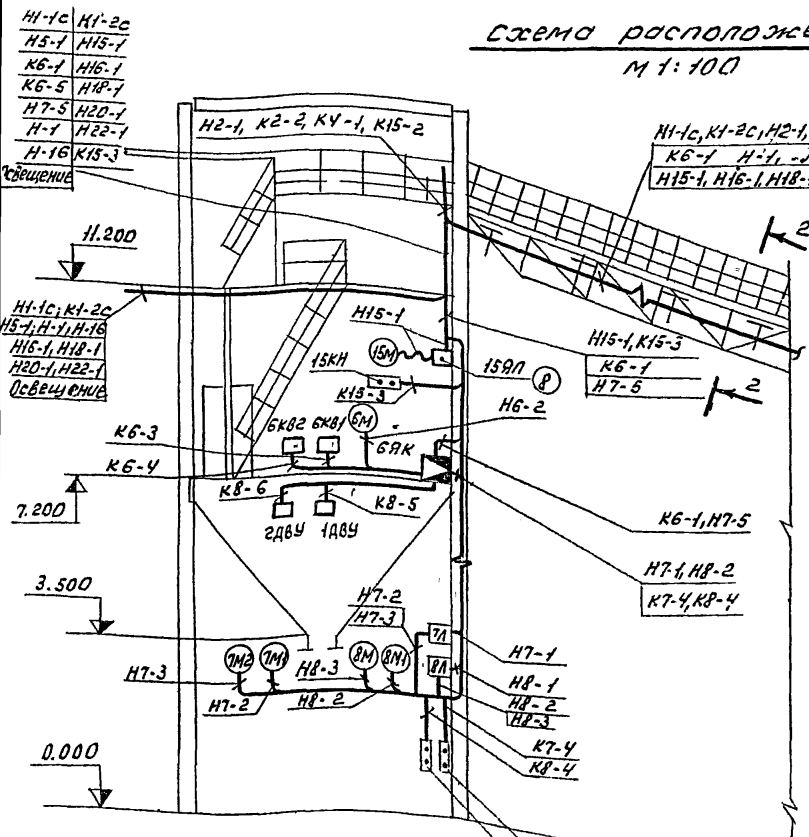 Схема расположе
М 1:100
Н1-1с К1-2с
Н5-1 Н15-1
К6-1 Н16-1
К6-5 Н18-1
Н7-5 Н20-1
Н-1 Н22-1
Н-16 К15-3
Освещение
Н2-1, К2-2, К4-1, К15-2
Н1-1с, К1-2с, Н2-1,
К6-1 Н-1,
Н15-1, Н16-1, Н18-
2
11.200
Н1-1с; К1-2с
Н5-1; Н-1; Н-16
Н16-1, Н18-1
Н20-1; Н22-1
Освещение
Н15-1
15М
15ЯЛ
8
15КН
К15-3
Н15-1, К15-3
К6-1
Н7-5
2
Н6-2
6КВ2 6КВ1 6М
6ЯК
К6-3
К6-4
К8-6
К8-5
2ДВУ 1ДВУ
7.200
К6-1, Н7-5
Н7-1, Н8-2
К7-4, К8-4
3.500
Н7-2
Н7-3
7Л
Н7-1
7М2 7М1 8М 8М1
Н8-3
8Л
Н8-1
Н8-2
Н8-3
Н7-3
Н7-2
Н8-2
К7-4
К8-4
0.000